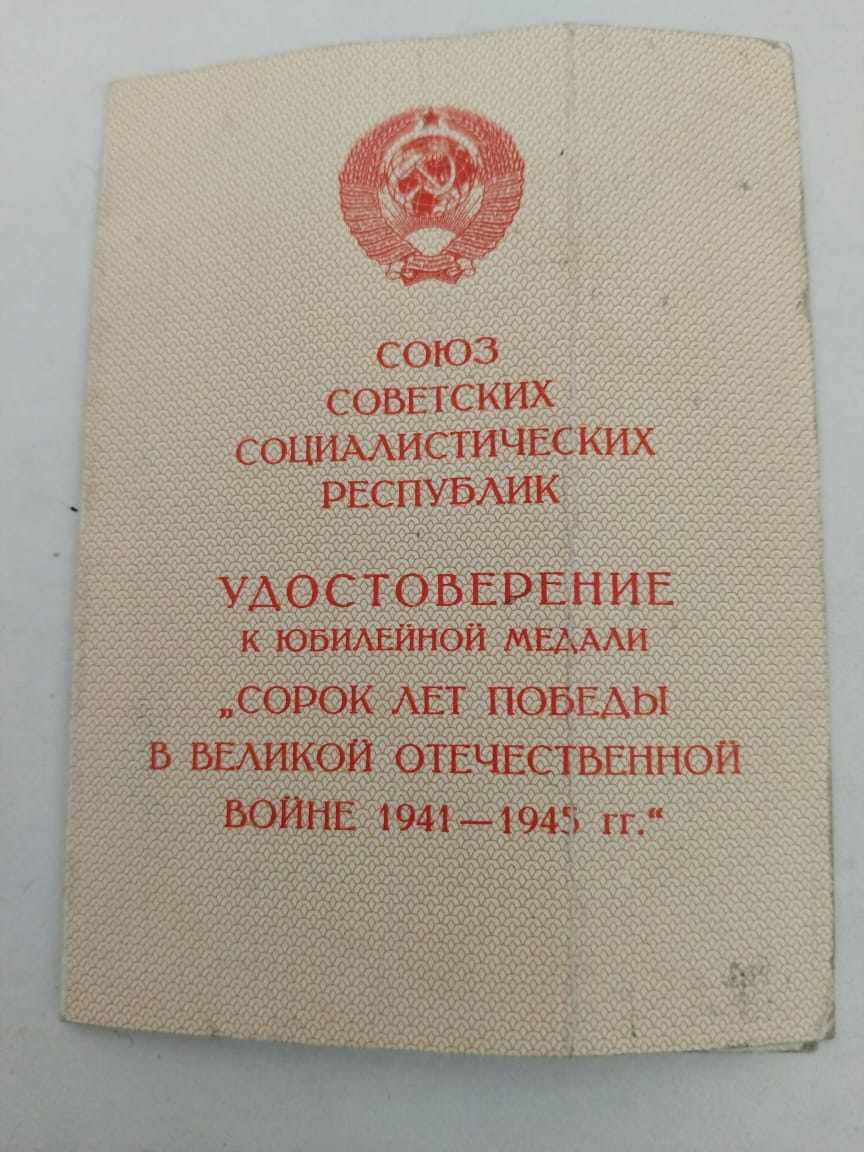 СОЮЗ
СОВЕТСКИХ
СОЦИАЛИСТИЧЕСКИХ
РЕСПУБЛИК
УДОСТОВЕРЕНИЕ
К ЮБИЛЕЙНОЙ МЕДАЛИ
„СОРОК ЛЕТ ПОБЕДЫ
В ВЕЛИКОЙ ОТЕЧЕСТВЕННОЙ
ВОЙНЕ 1941—1945 гг.“